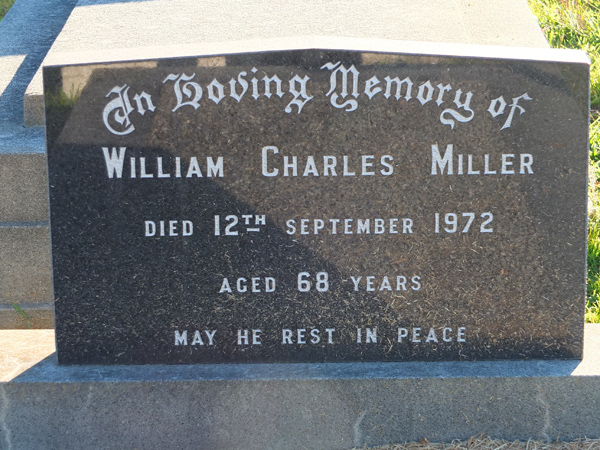 In Loving Memory of
WILLIAM CHARLES MILLER
DIED 12TH SEPTEMBER 1972
AGED 68 YEARS
MAY HE REST IN PEACE